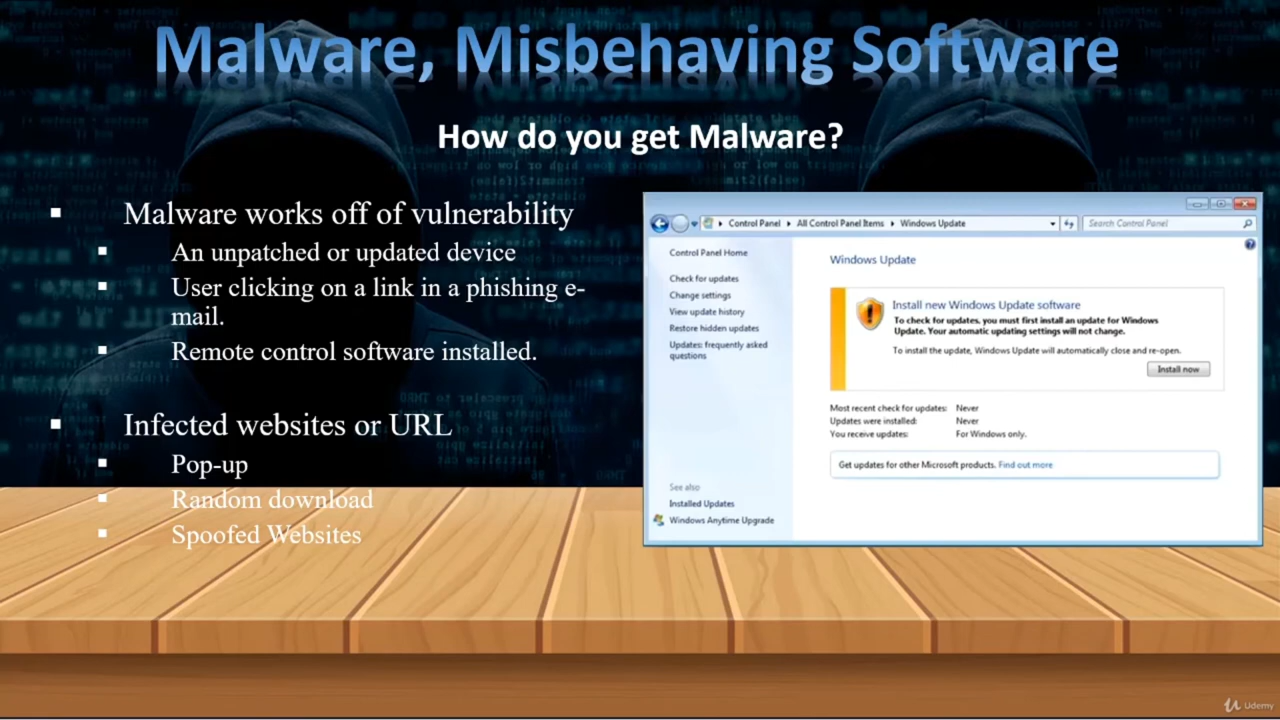 Malware, Misbehaving Software
How do you get Malware?
▪ Malware works off of vulnerability
▪ An unpatched or updated device
▪ User clicking on a link in a phishing e-
mail.
▪ Remote control software installed.
▪ Infected websites or URL
▪ Pop-up
▪ Random download
▪ Spoofed Websites
Control Panel ▸ All Control Panel Items ▸ Windows Update
Search Control Panel
Control Panel Home
Check for updates
Change settings
View update history
Restore hidden updates
Updates: frequently asked
questions
See also
Installed Updates
Windows Anytime Upgrade
Windows Update
Install new Windows Update software
To check for updates, you must first install an update for Windows
Update. Your automatic updating settings will not change.
To install the update, Windows Update will automatically close and re-open.
Install now
Most recent check for updates: Never
Updates were installed: Never
You receive updates: For Windows only.
Get updates for other Microsoft products. Find out more
Udemy